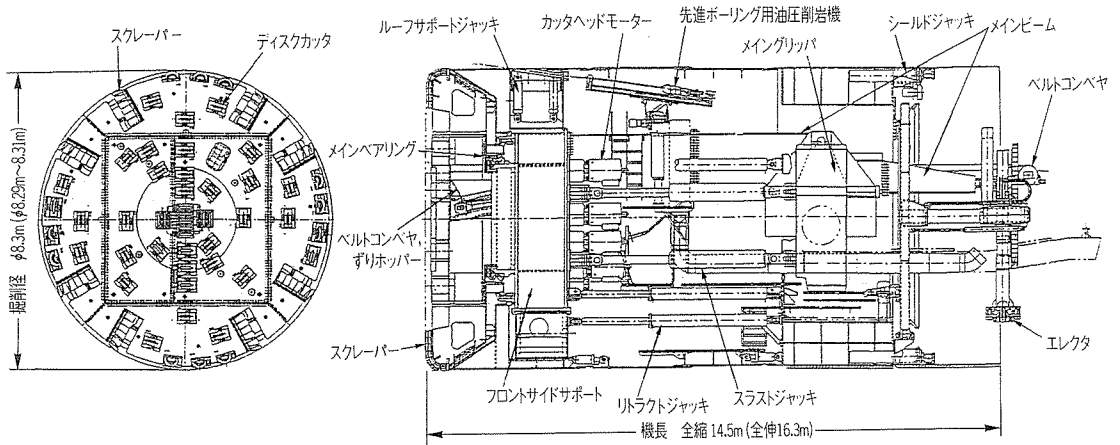 スクレーパー
ディスクカッタ
掘削径 φ8.3m(φ8.29m〜8.31m)
ルーフサポートジャッキ
カッタヘッドモーター
先進ボーリング用油圧削岩機
メイングリッパ
シールドジャッキ
メインビーム
ベルトコンベヤ
メインベアリング
ベルトコンベヤ,
ずりホッパー
スクレーパー
フロントサイドサポート
リトラクトジャッキ
スラストジャッキ
エレクタ
機長 全縮14.5m(全伸16.3m)